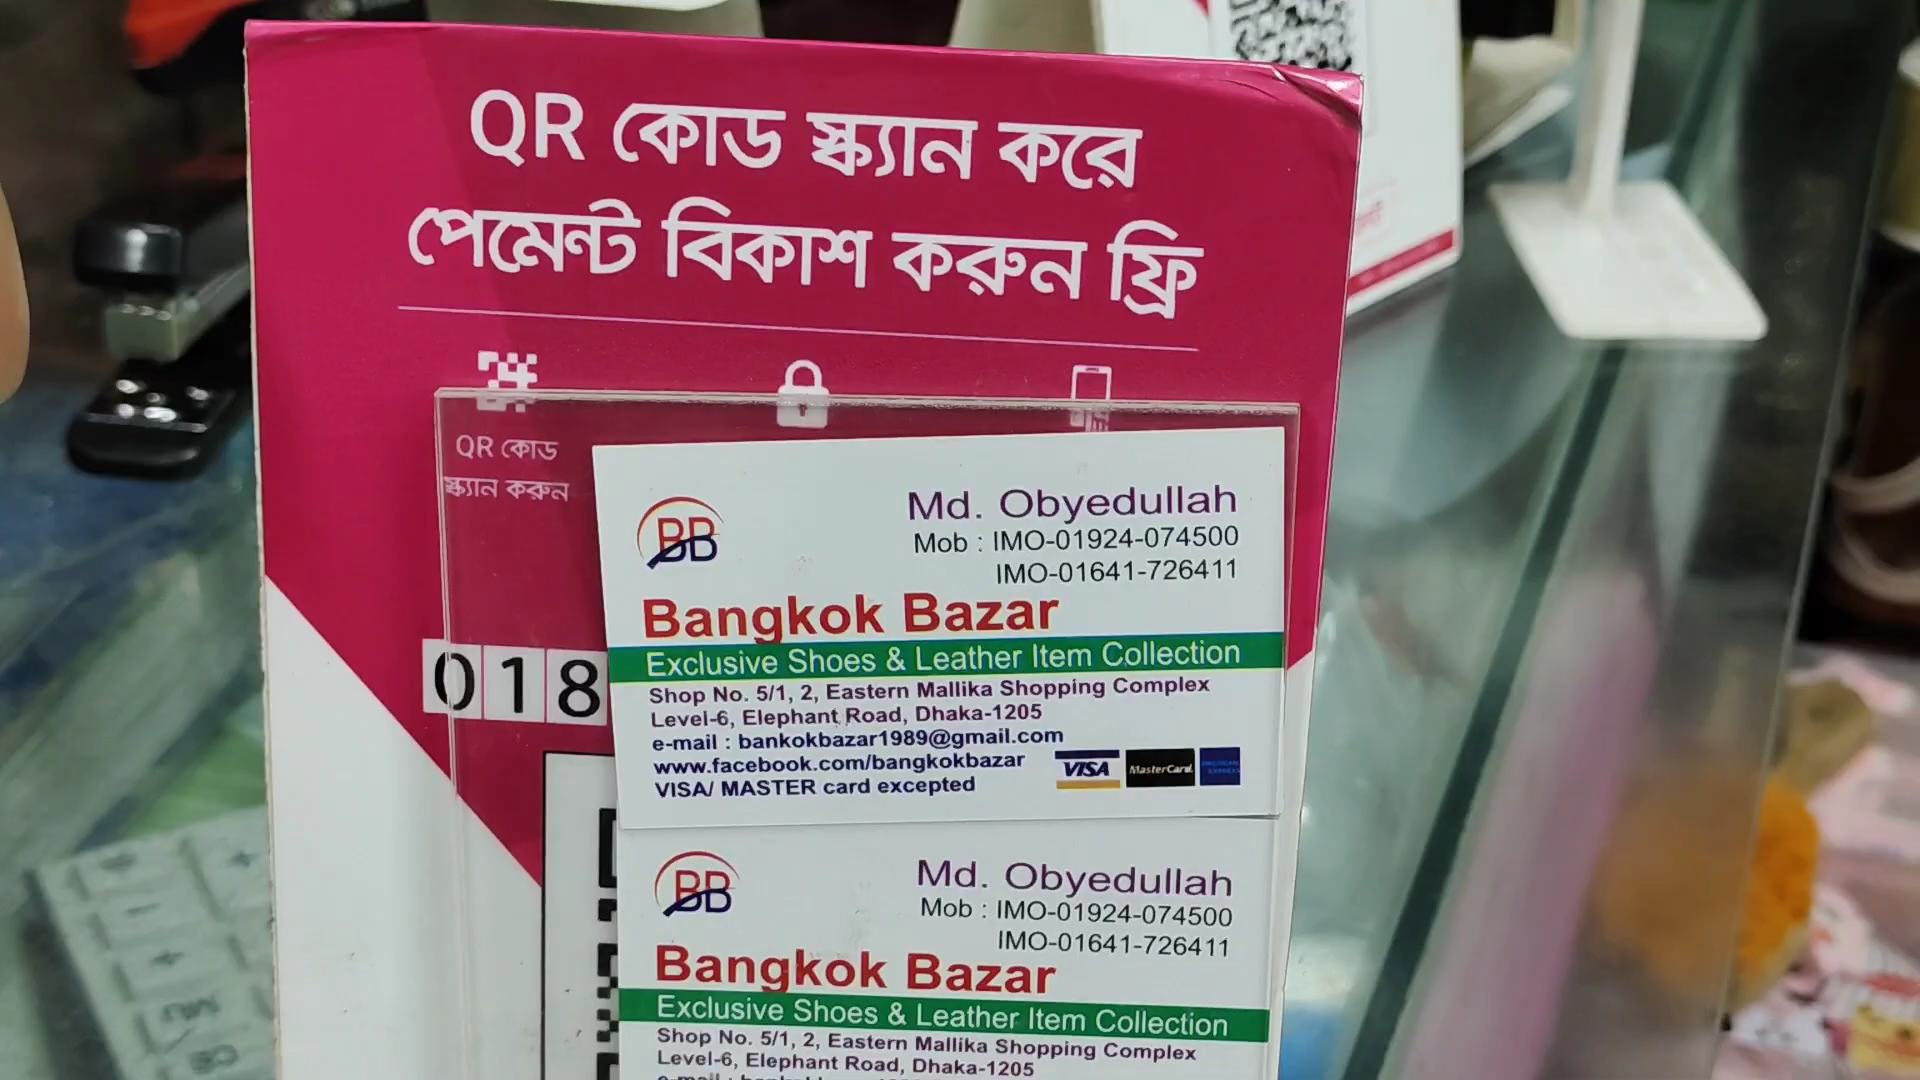 QR কোড স্ক্যান করে
পেমেন্ট বিকাশ করুন ফ্রি
QR কোড
স্ক্যান করুন
018
BB
Md. Obyedullah
Mob : IMO-01924-074500
IMO-01641-726411
Bangkok Bazar
Exclusive Shoes & Leather Item Collection
Shop No. 5/1, 2, Eastern Mallika Shopping Complex
Level-6, Elephant Road, Dhaka-1205
e-mail : bankokbazar1989@gmail.com
www.facebook.com/bangkokbazar
VISA/ MASTER card excepted
VISA MasterCard AMERICAN EXPRESS
BB
Md. Obyedullah
Mob : IMO-01924-074500
IMO-01641-726411
Bangkok Bazar
Exclusive Shoes & Leather Item Collection
Shop No. 5/1, 2, Eastern Mallika Shopping Complex
Level-6, Elephant Road, Dhaka-1205